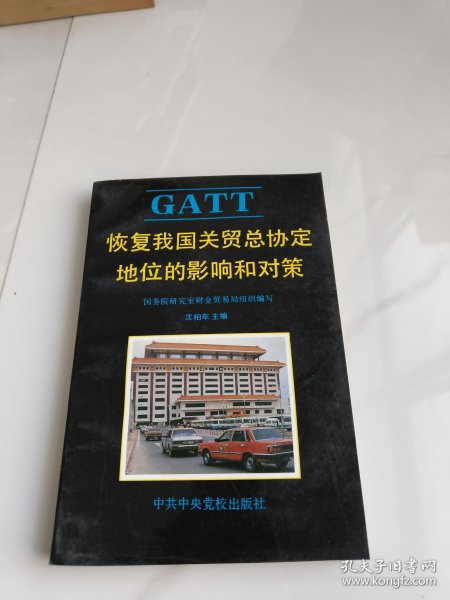 GATT
恢复我国关贸总协定
地位的影响和对策
国务院研究室财金贸易局组织编写
沈柏年 主编
中共中央党校出版社
孔夫子旧书网
www.kongfz.com